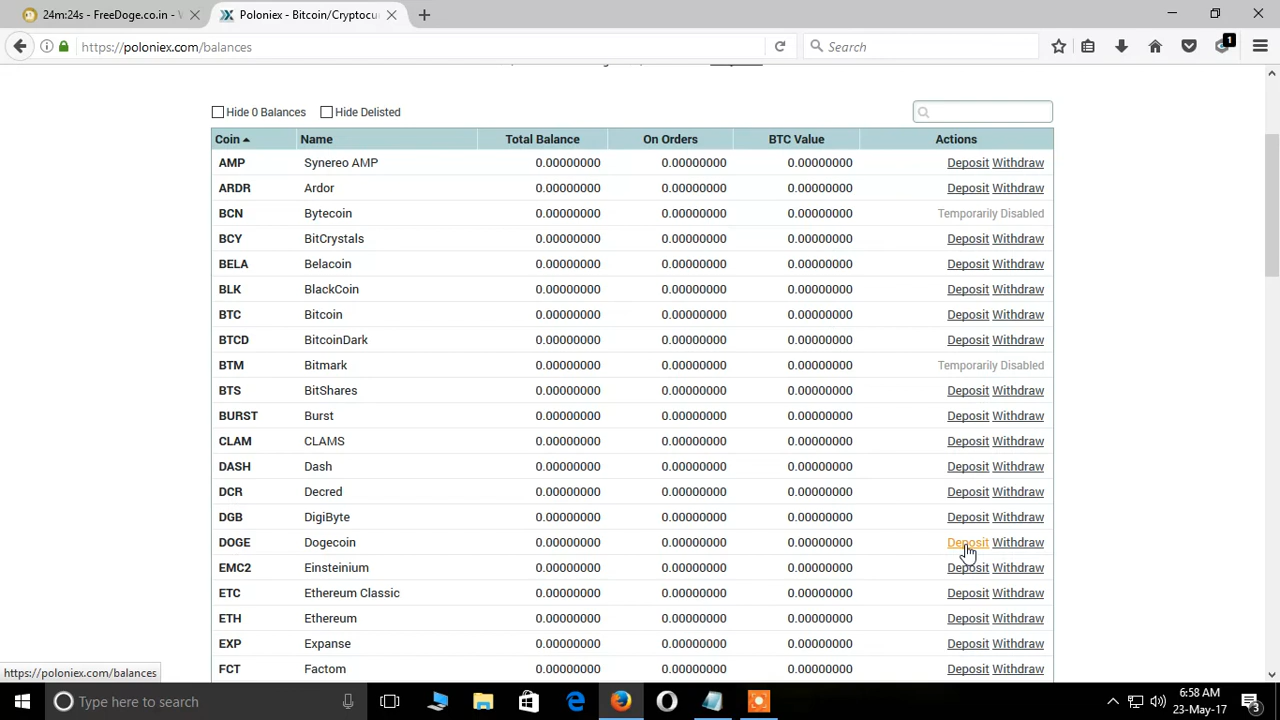 24m:24s - FreeDoge.co.in - W
Poloniex - Bitcoin/Cryptocu
https://poloniex.com/balances
Search
1
Hide 0 Balances
Hide Delisted
Coin Name Total Balance On Orders BTC Value Actions
AMP Synereo AMP 0.00000000 0.00000000 0.00000000 Deposit Withdraw
ARDR Ardor 0.00000000 0.00000000 0.00000000 Deposit Withdraw
BCN Bytecoin 0.00000000 0.00000000 0.00000000 Temporarily Disabled
BCY BitCrystals 0.00000000 0.00000000 0.00000000 Deposit Withdraw
BELA Belacoin 0.00000000 0.00000000 0.00000000 Deposit Withdraw
BLK BlackCoin 0.00000000 0.00000000 0.00000000 Deposit Withdraw
BTC Bitcoin 0.00000000 0.00000000 0.00000000 Deposit Withdraw
BTCD BitcoinDark 0.00000000 0.00000000 0.00000000 Deposit Withdraw
BTM Bitmark 0.00000000 0.00000000 0.00000000 Temporarily Disabled
BTS BitShares 0.00000000 0.00000000 0.00000000 Deposit Withdraw
BURST Burst 0.00000000 0.00000000 0.00000000 Deposit Withdraw
CLAM CLAMS 0.00000000 0.00000000 0.00000000 Deposit Withdraw
DASH Dash 0.00000000 0.00000000 0.00000000 Deposit Withdraw
DCR Decred 0.00000000 0.00000000 0.00000000 Deposit Withdraw
DGB DigiByte 0.00000000 0.00000000 0.00000000 Deposit Withdraw
DOGE Dogecoin 0.00000000 0.00000000 0.00000000 Deposit Withdraw
EMC2 Einsteinium 0.00000000 0.00000000 0.00000000 Deposit Withdraw
ETC Ethereum Classic 0.00000000 0.00000000 0.00000000 Deposit Withdraw
ETH Ethereum 0.00000000 0.00000000 0.00000000 Deposit Withdraw
EXP Expanse 0.00000000 0.00000000 0.00000000 Deposit Withdraw
FCT Factom 0.00000000 0.00000000 0.00000000 Deposit Withdraw
https://poloniex.com/balances
Type here to search
6:58 AM
23-May-17
3